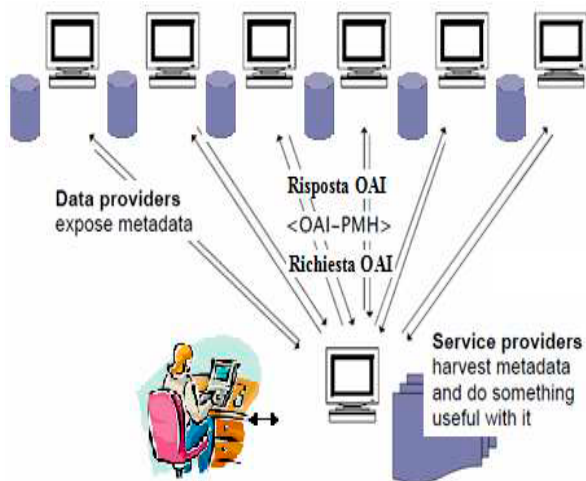 Risposta OAI
Data providers
expose metadata
<OAI-PMH>
Richiesta OAI
Service providers
harvest metadata
and do something
useful with it